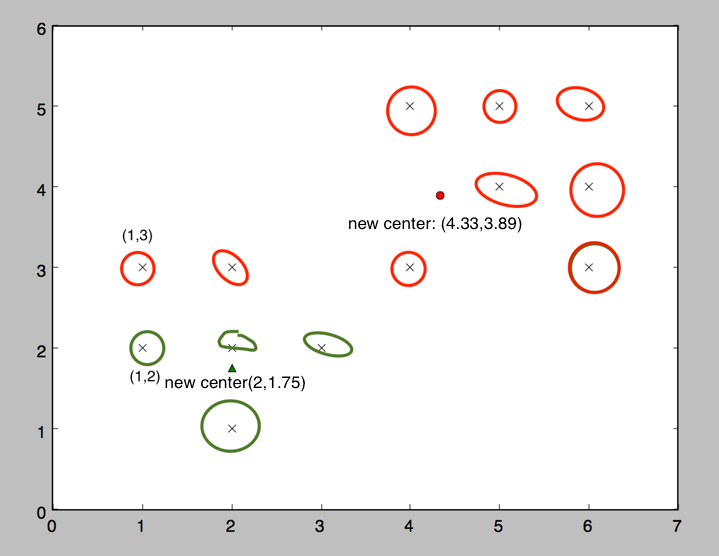 6
5
4
new center: (4.33,3.89)
(1,3)
3
2
(1,2) new center(2,1.75)
1
0
0 1 2 3 4 5 6 7